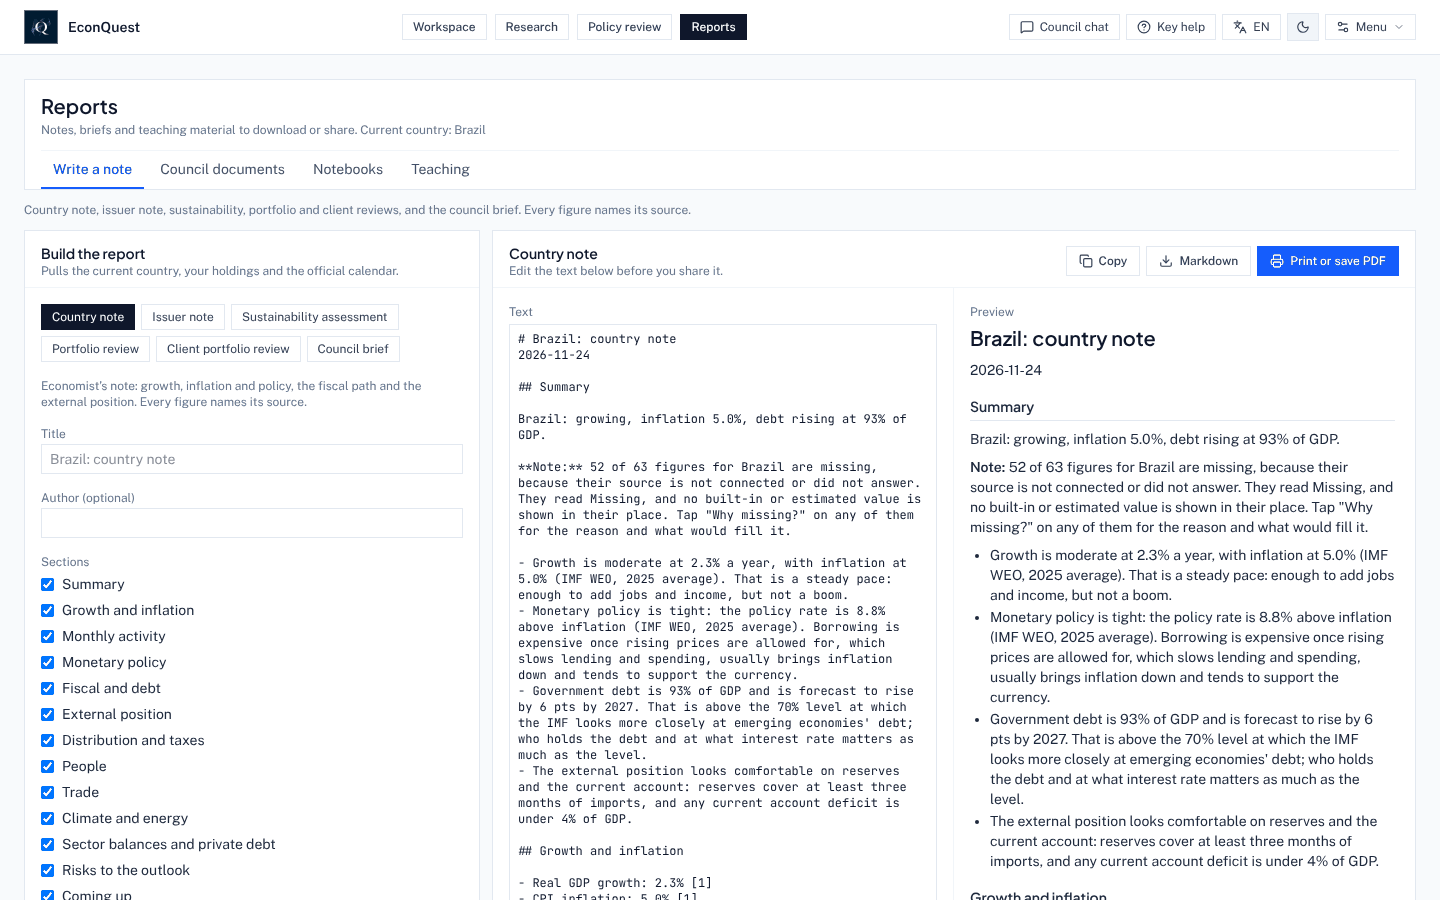 EconQuest
Workspace
Research
Policy review
Reports
Council chat
Key help
EN
Menu
Reports
Notes, briefs and teaching material to download or share. Current country: Brazil
Write a note
Council documents
Notebooks
Teaching
Country note, issuer note, sustainability, portfolio and client reviews, and the council brief. Every figure names its source.
Build the report
Pulls the current country, your holdings and the official calendar.
Country note
Issuer note
Sustainability assessment
Portfolio review
Client portfolio review
Council brief
Economist's note: growth, inflation and policy, the fiscal path and the
external position. Every figure names its source.
Title
Brazil: country note
Author (optional)
Sections
Summary
Growth and inflation
Monthly activity
Monetary policy
Fiscal and debt
External position
Distribution and taxes
People
Trade
Climate and energy
Sector balances and private debt
Risks to the outlook
Coming up
Country note
Edit the text below before you share it.
Copy
Markdown
Print or save PDF
Text
# Brazil: country note
2026-11-24
## Summary
Brazil: growing, inflation 5.0%, debt rising at 93% of
GDP.
**Note:** 52 of 63 figures for Brazil are missing,
because their source is not connected or did not answer.
They read Missing, and no built-in or estimated value is
shown in their place. Tap "Why missing?" on any of them
for the reason and what would fill it.
- Growth is moderate at 2.3% a year, with inflation at
5.0% (IMF WEO, 2025 average). That is a steady pace:
enough to add jobs and income, but not a boom.
- Monetary policy is tight: the policy rate is 8.8%
above inflation (IMF WEO, 2025 average). Borrowing is
expensive once rising prices are allowed for, which
slows lending and spending, usually brings inflation
down and tends to support the currency.
- Government debt is 93% of GDP and is forecast to rise
by 6 pts by 2027. That is above the 70% level at which
the IMF looks more closely at emerging economies' debt;
who holds the debt and at what interest rate matters as
much as the level.
- The external position looks comfortable on reserves
and the current account: reserves cover at least three
months of imports, and any current account deficit is
under 4% of GDP.
## Growth and inflation
- Real GDP growth: 2.3% [1]
- CPI inflation: 5.0% [1]
Preview
Brazil: country note
2026-11-24
Summary
Brazil: growing, inflation 5.0%, debt rising at 93% of GDP.
Note: 52 of 63 figures for Brazil are missing, because their
source is not connected or did not answer. They read Missing, and
no built-in or estimated value is shown in their place. Tap "Why
missing?" on any of them for the reason and what would fill it.
• Growth is moderate at 2.3% a year, with inflation at 5.0% (IMF
WEO, 2025 average). That is a steady pace: enough to add jobs
and income, but not a boom.
• Monetary policy is tight: the policy rate is 8.8% above inflation
(IMF WEO, 2025 average). Borrowing is expensive once rising
prices are allowed for, which slows lending and spending,
usually brings inflation down and tends to support the
currency.
• Government debt is 93% of GDP and is forecast to rise by 6
pts by 2027. That is above the 70% level at which the IMF
looks more closely at emerging economies' debt; who holds
the debt and at what interest rate matters as much as the
level.
• The external position looks comfortable on reserves and the
current account: reserves cover at least three months of
imports, and any current account deficit is under 4% of GDP.
Growth and inflation